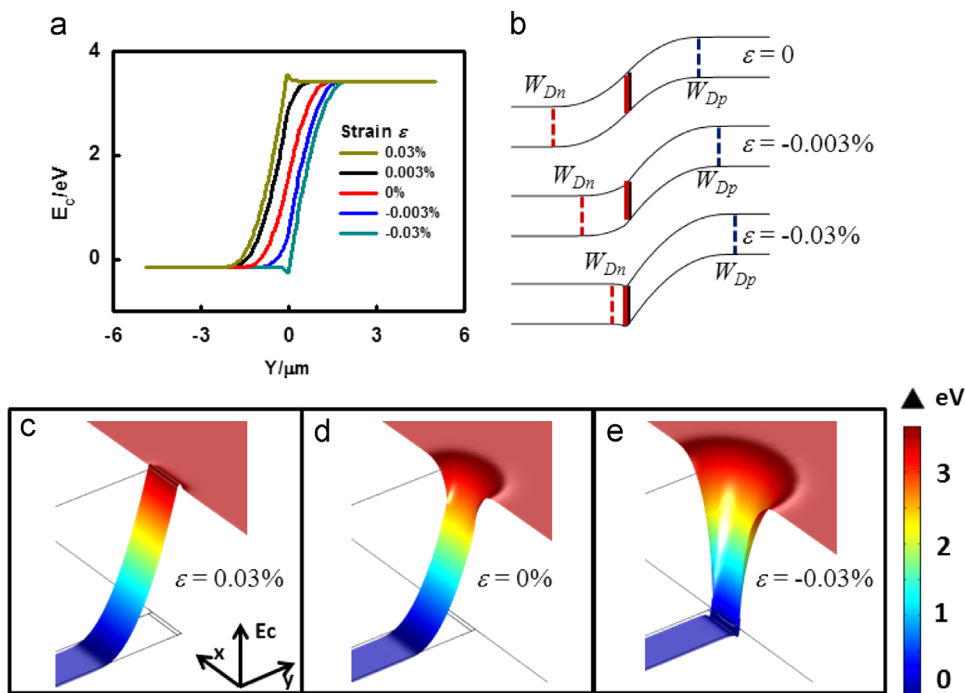 a
4
2
0
E_c/eV
Strain ε
0.03%
0.003%
0%
-0.003%
-0.03%
-6
-3
0
3
6
Y/μm
b
ε = 0
W_Dn
W_Dp
ε = -0.003%
W_Dn
W_Dp
ε = -0.03%
W_Dn
W_Dp
c
ε = 0.03%
Ec
x
y
d
ε = 0%
e
ε = -0.03%
eV
3
2
1
0